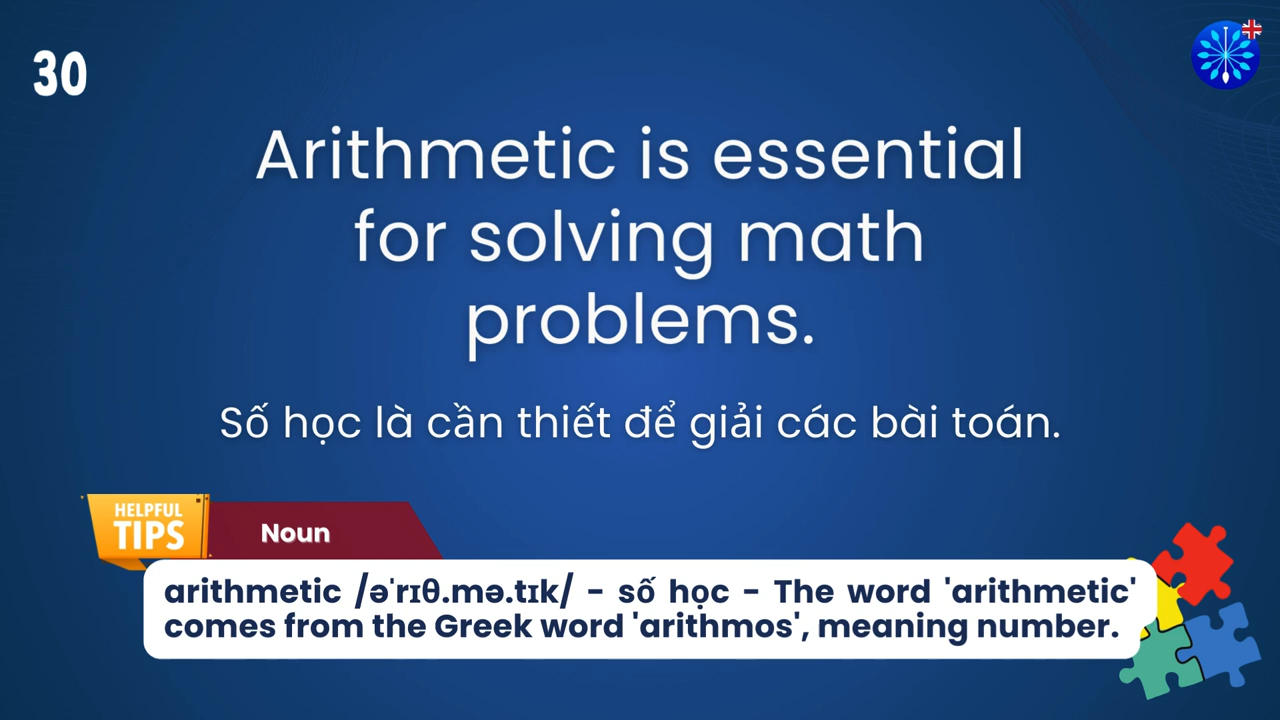 30
Arithmetic is essential
for solving math
problems.
Số học là cần thiết để giải các bài toán.
HELPFUL
TIPS
Noun
arithmetic /əˈrɪθ.mə.tɪk/ - số học - The word 'arithmetic'
comes from the Greek word 'arithmos', meaning number.